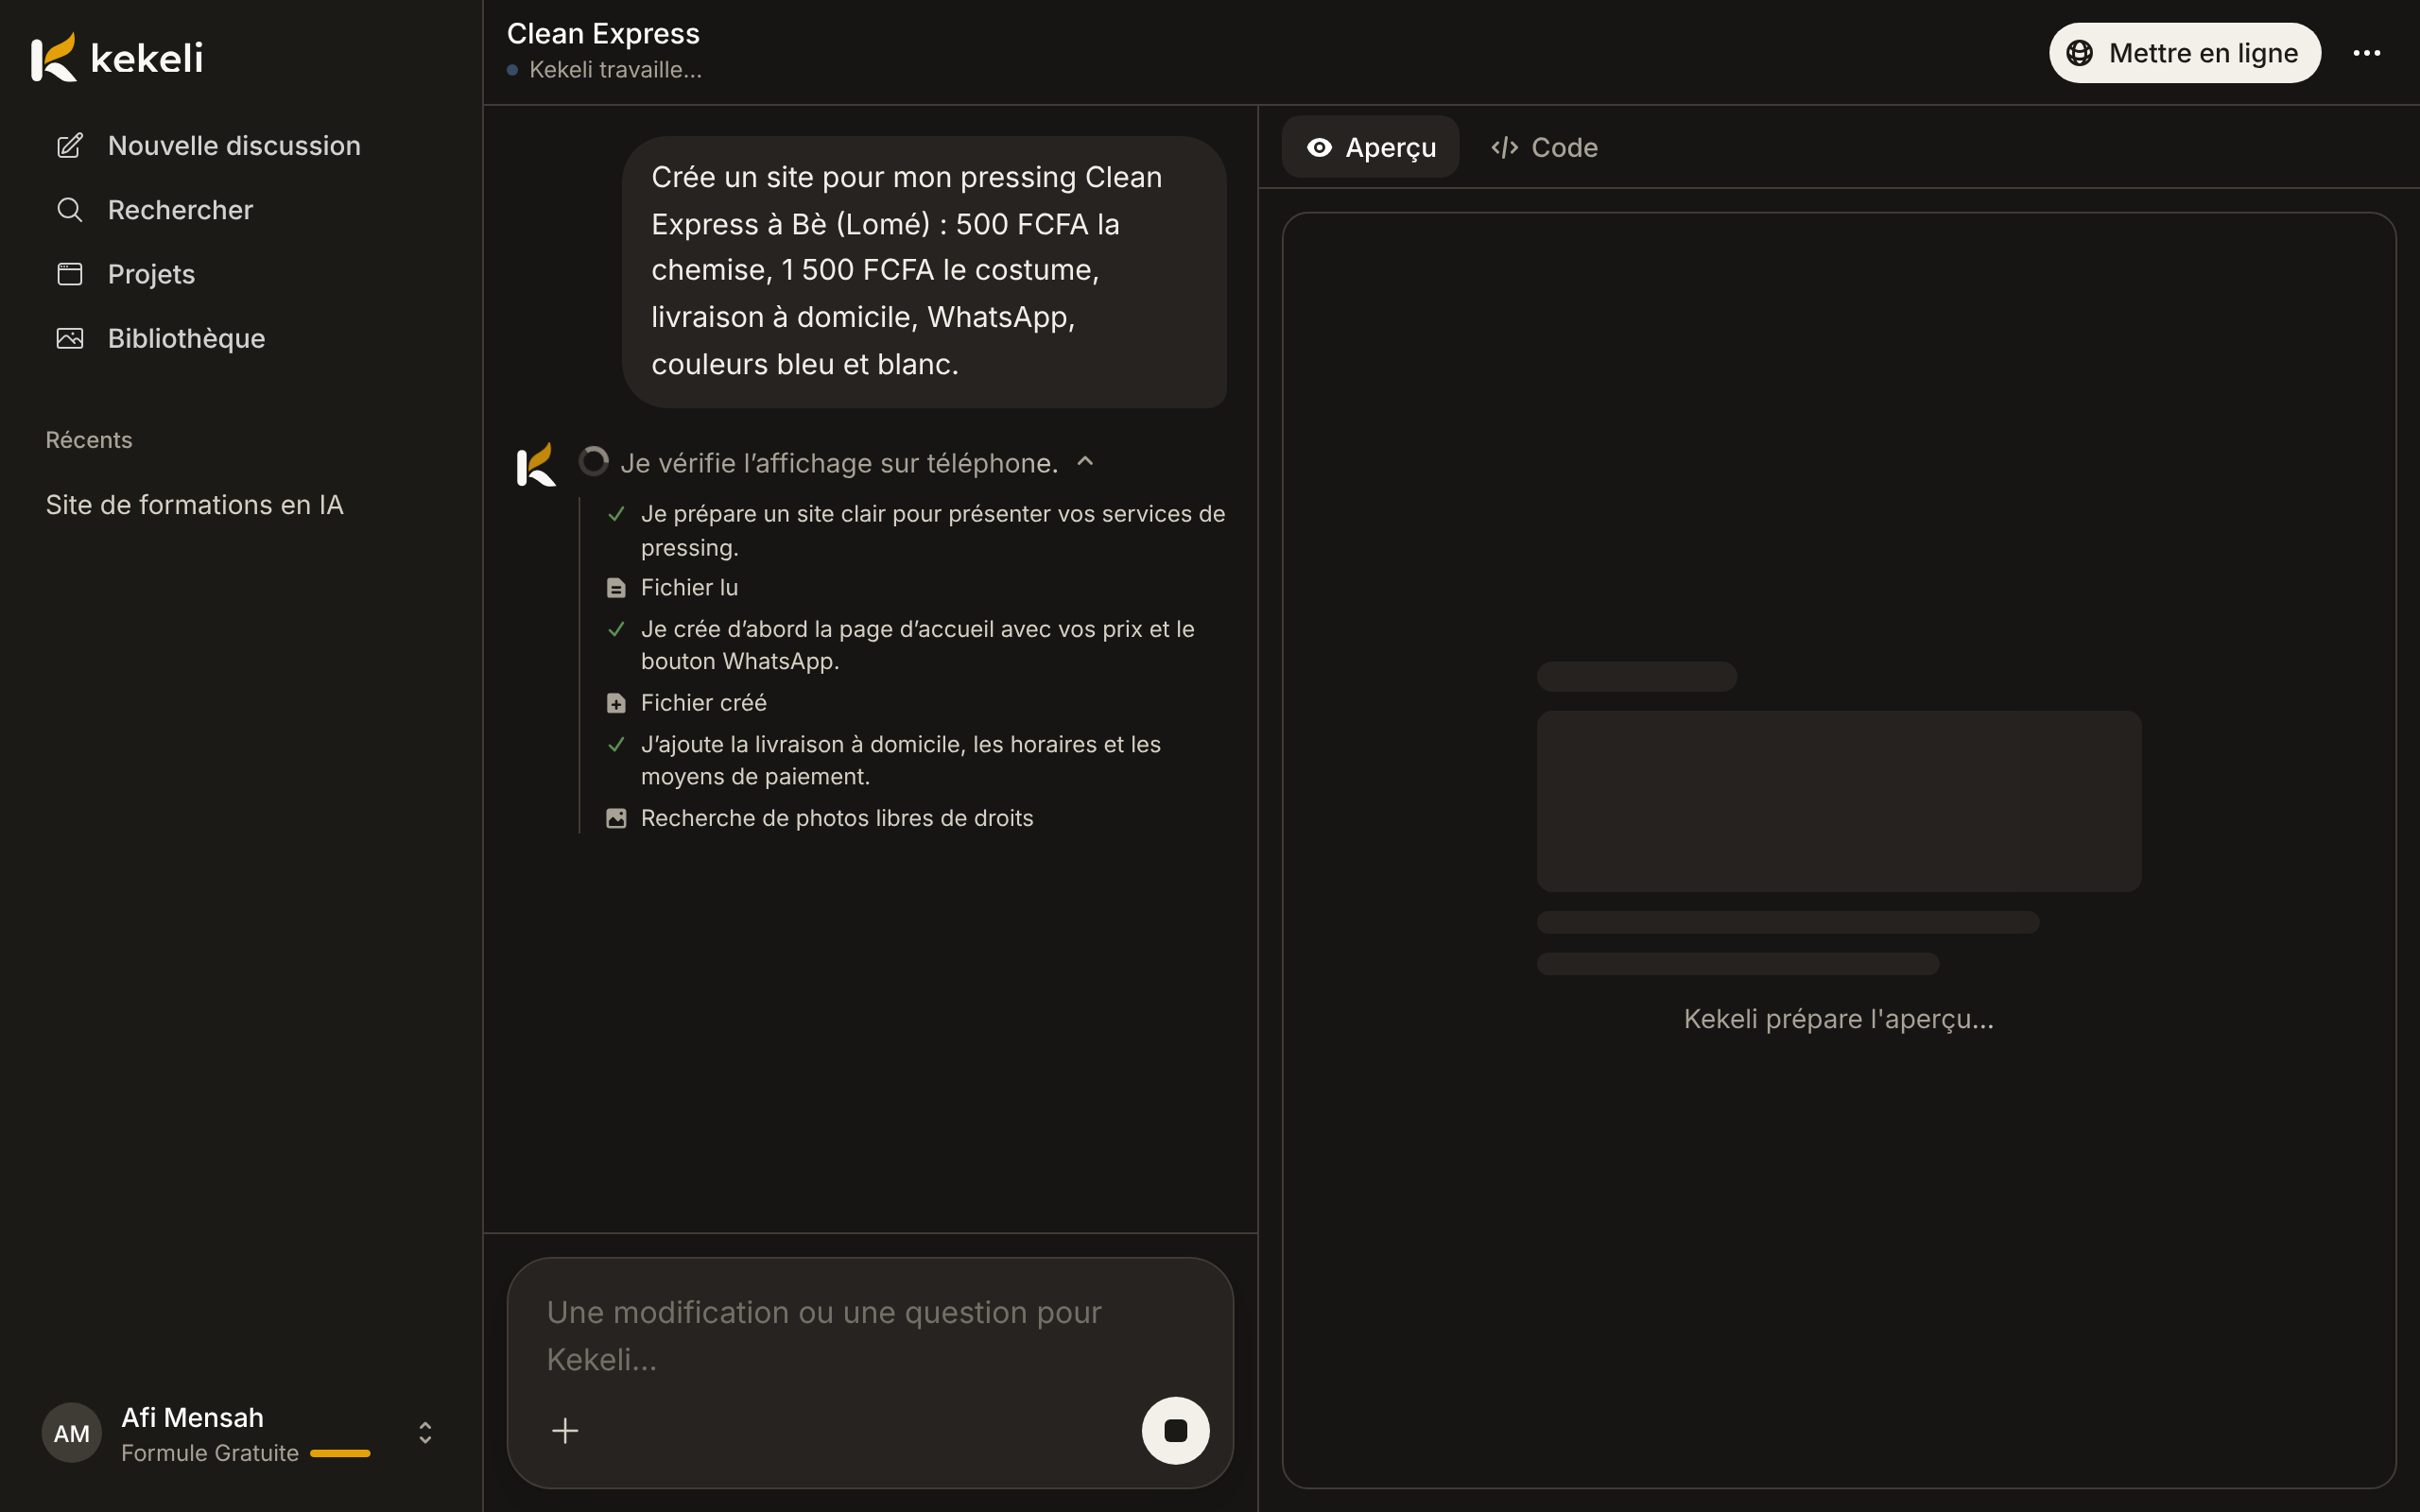 kekeli
Nouvelle discussion
Rechercher
Projets
Bibliothèque
Récents
Site de formations en IA
AM
Afi Mensah
Formule Gratuite
Clean Express
Kekeli travaille...
Mettre en ligne
Crée un site pour mon pressing Clean
Express à Bè (Lomé) : 500 FCFA la
chemise, 1 500 FCFA le costume,
livraison à domicile, WhatsApp,
couleurs bleu et blanc.
Je vérifie l’affichage sur téléphone.
Je prépare un site clair pour présenter vos services de
pressing.
Fichier lu
Je crée d’abord la page d’accueil avec vos prix et le
bouton WhatsApp.
Fichier créé
J’ajoute la livraison à domicile, les horaires et les
moyens de paiement.
Recherche de photos libres de droits
Une modification ou une question pour
Kekeli...
Aperçu
Code
Kekeli prépare l'aperçu...